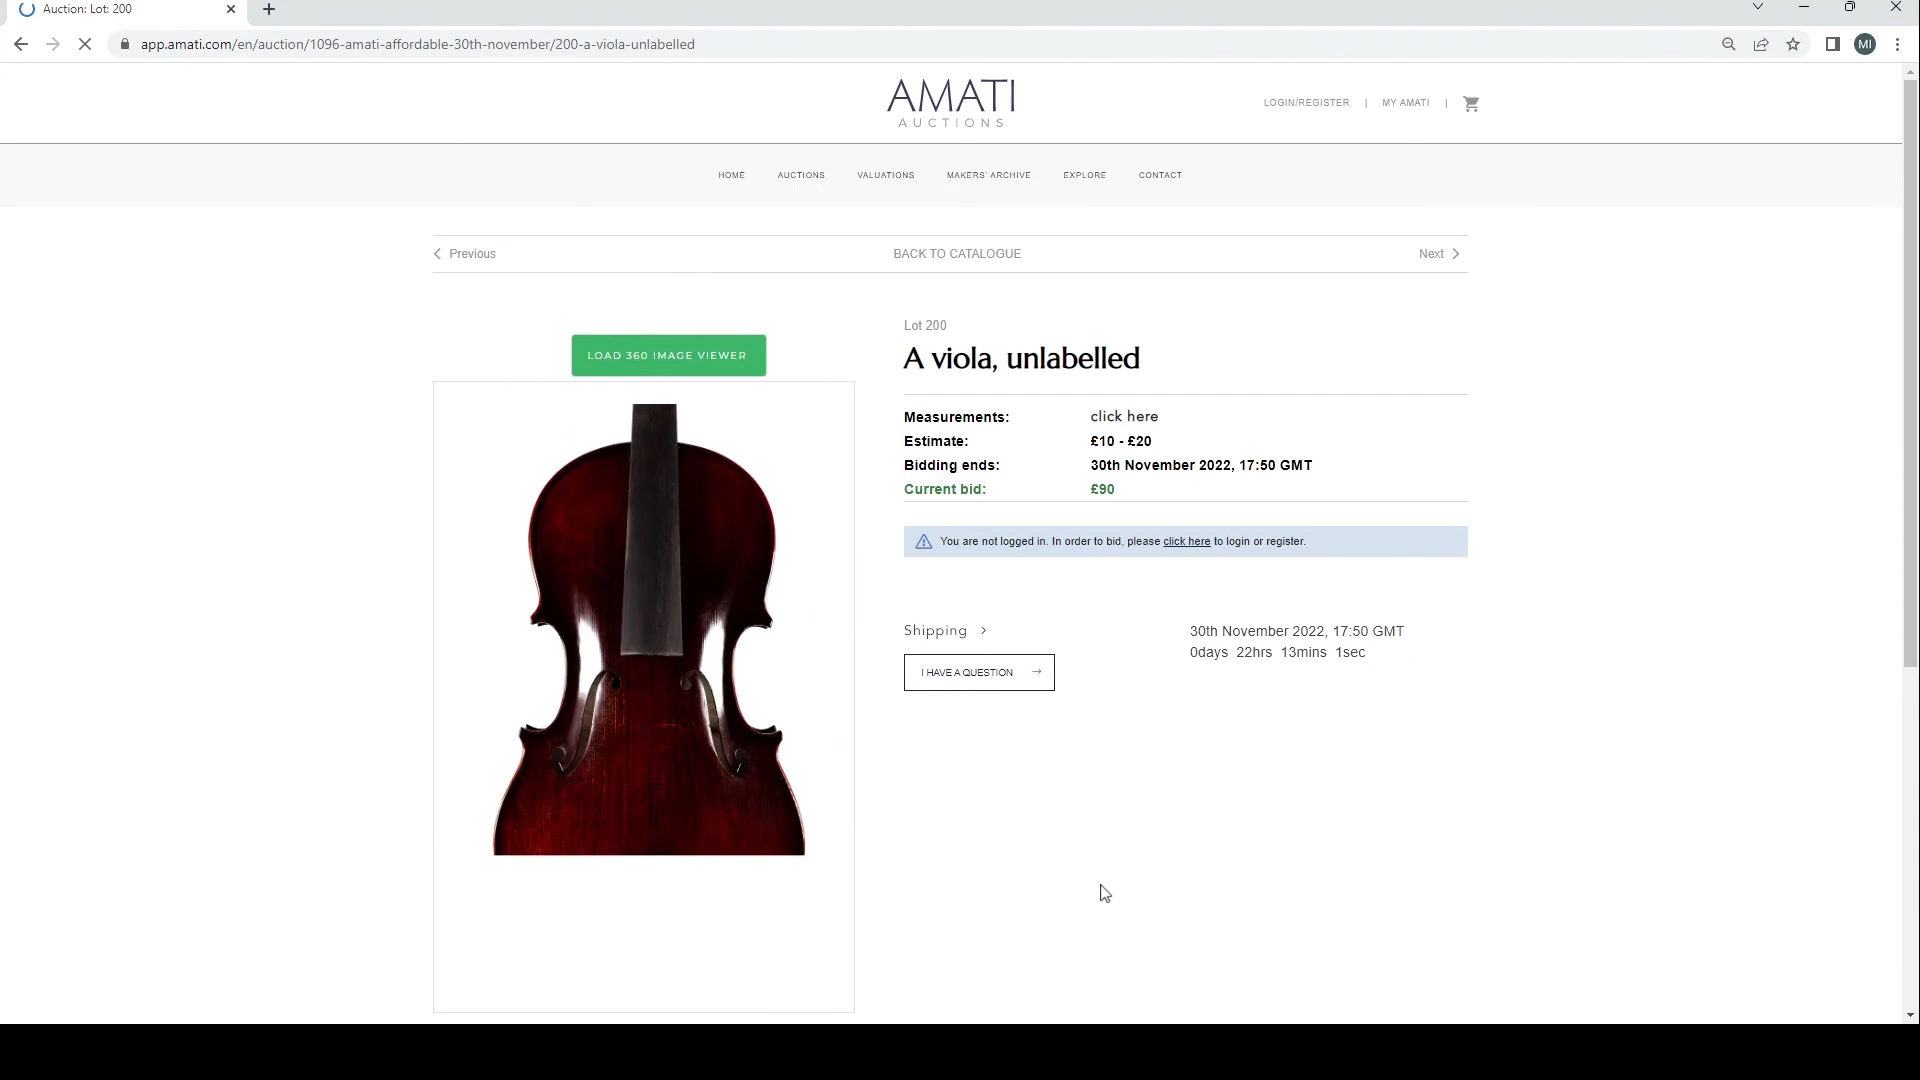 Auction: Lot: 200
app.amati.com/en/auction/1096-amati-affordable-30th-november/200-a-viola-unlabelled
MI
AMATI
AUCTIONS
LOGIN/REGISTER | MY AMATI |
HOME AUCTIONS VALUATIONS MAKERS' ARCHIVE EXPLORE CONTACT
Previous BACK TO CATALOGUE Next
LOAD 360 IMAGE VIEWER
Lot 200
A viola, unlabelled
Measurements: click here
Estimate: £10 - £20
Bidding ends: 30th November 2022, 17:50 GMT
Current bid: £90
You are not logged in. In order to bid, please click here to login or register.
Shipping
30th November 2022, 17:50 GMT
0days 22hrs 13mins 1sec
I HAVE A QUESTION